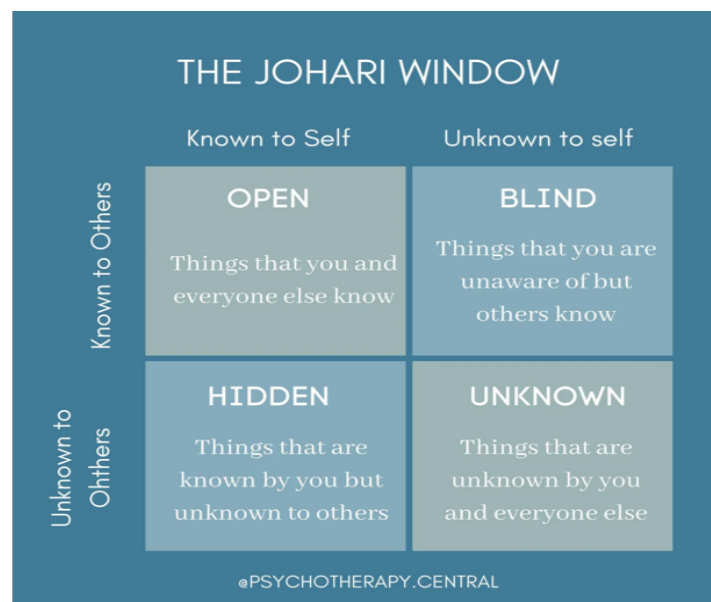 THE JOHARI WINDOW
Known to Self
Unknown to self
Known to Others
OPEN
Things that you and
everyone else know
BLIND
Things that you are
unaware of but
others know
Unknown to
Ohthers
HIDDEN
Things that are
known by you but
unknown to others
UNKNOWN
Things that are
unknown by you
and everyone else
@PSYCHOTHERAPY.CENTRAL